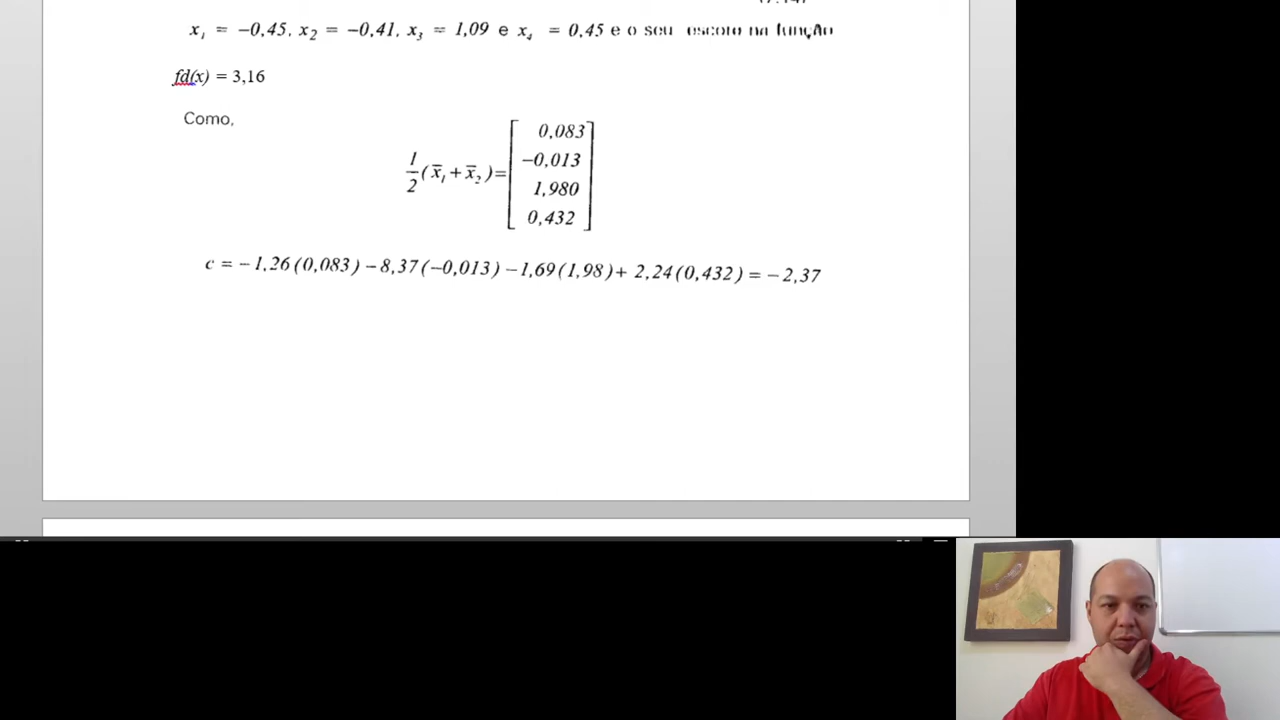 x₁ = −0,45, x₂ = −0,41, x₃ = 1,09 e x₄ = 0,45 e o seu escore na função
fd(x) = 3,16
Como,
1/2 (x̄₁ + x̄₂) = [ 0,083
−0,013
1,980
0,432 ]
c = −1,26(0,083) −8,37(−0,013) −1,69(1,98) + 2,24(0,432) = −2,37